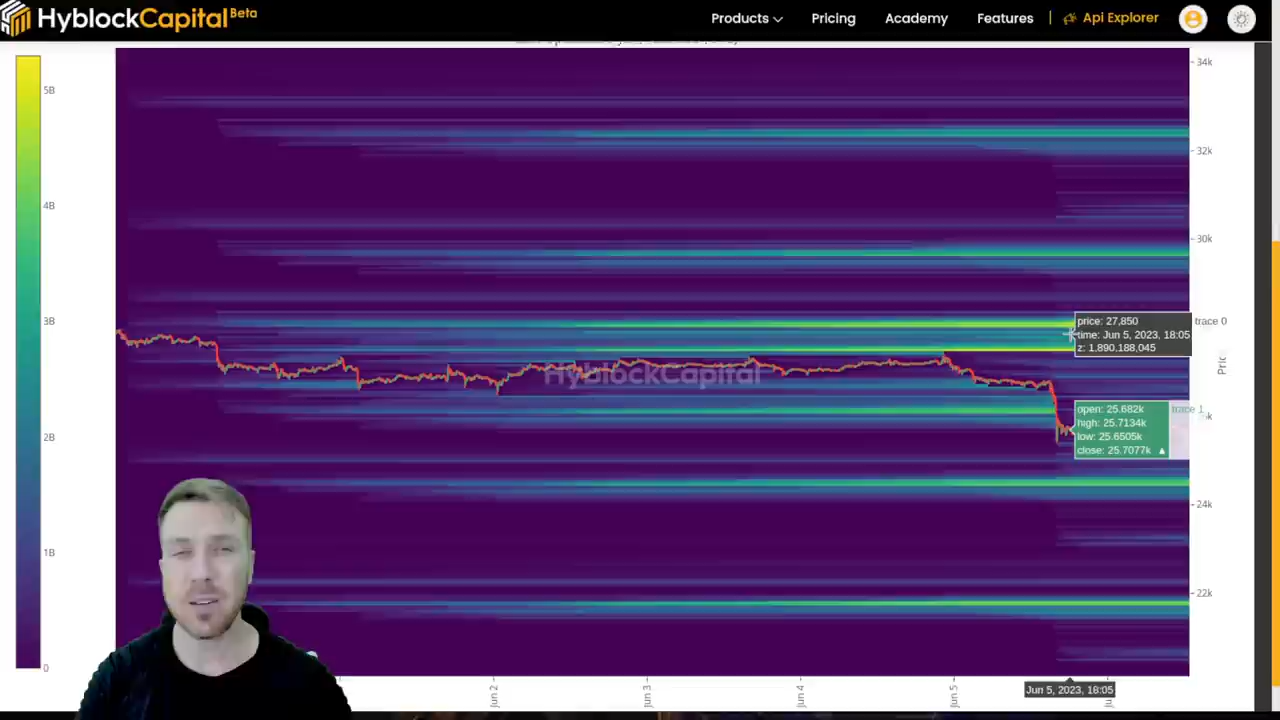 HyblockCapital Beta
Products
Pricing
Academy
Features
Api Explorer
5B
4B
3B
2B
1B
0
34k
32k
30k
24k
22k
price: 27,850
time: Jun 5, 2023, 18:05
z: 1,890,188,045
trace 0
HyblockCapital
open: 25.682k
high: 25.7134k
low: 25.6505k
close: 25.7077k ▲
trace 1
Jun 2
Jun 3
Jun 4
Jun 5
Jun 5, 2023, 18:05